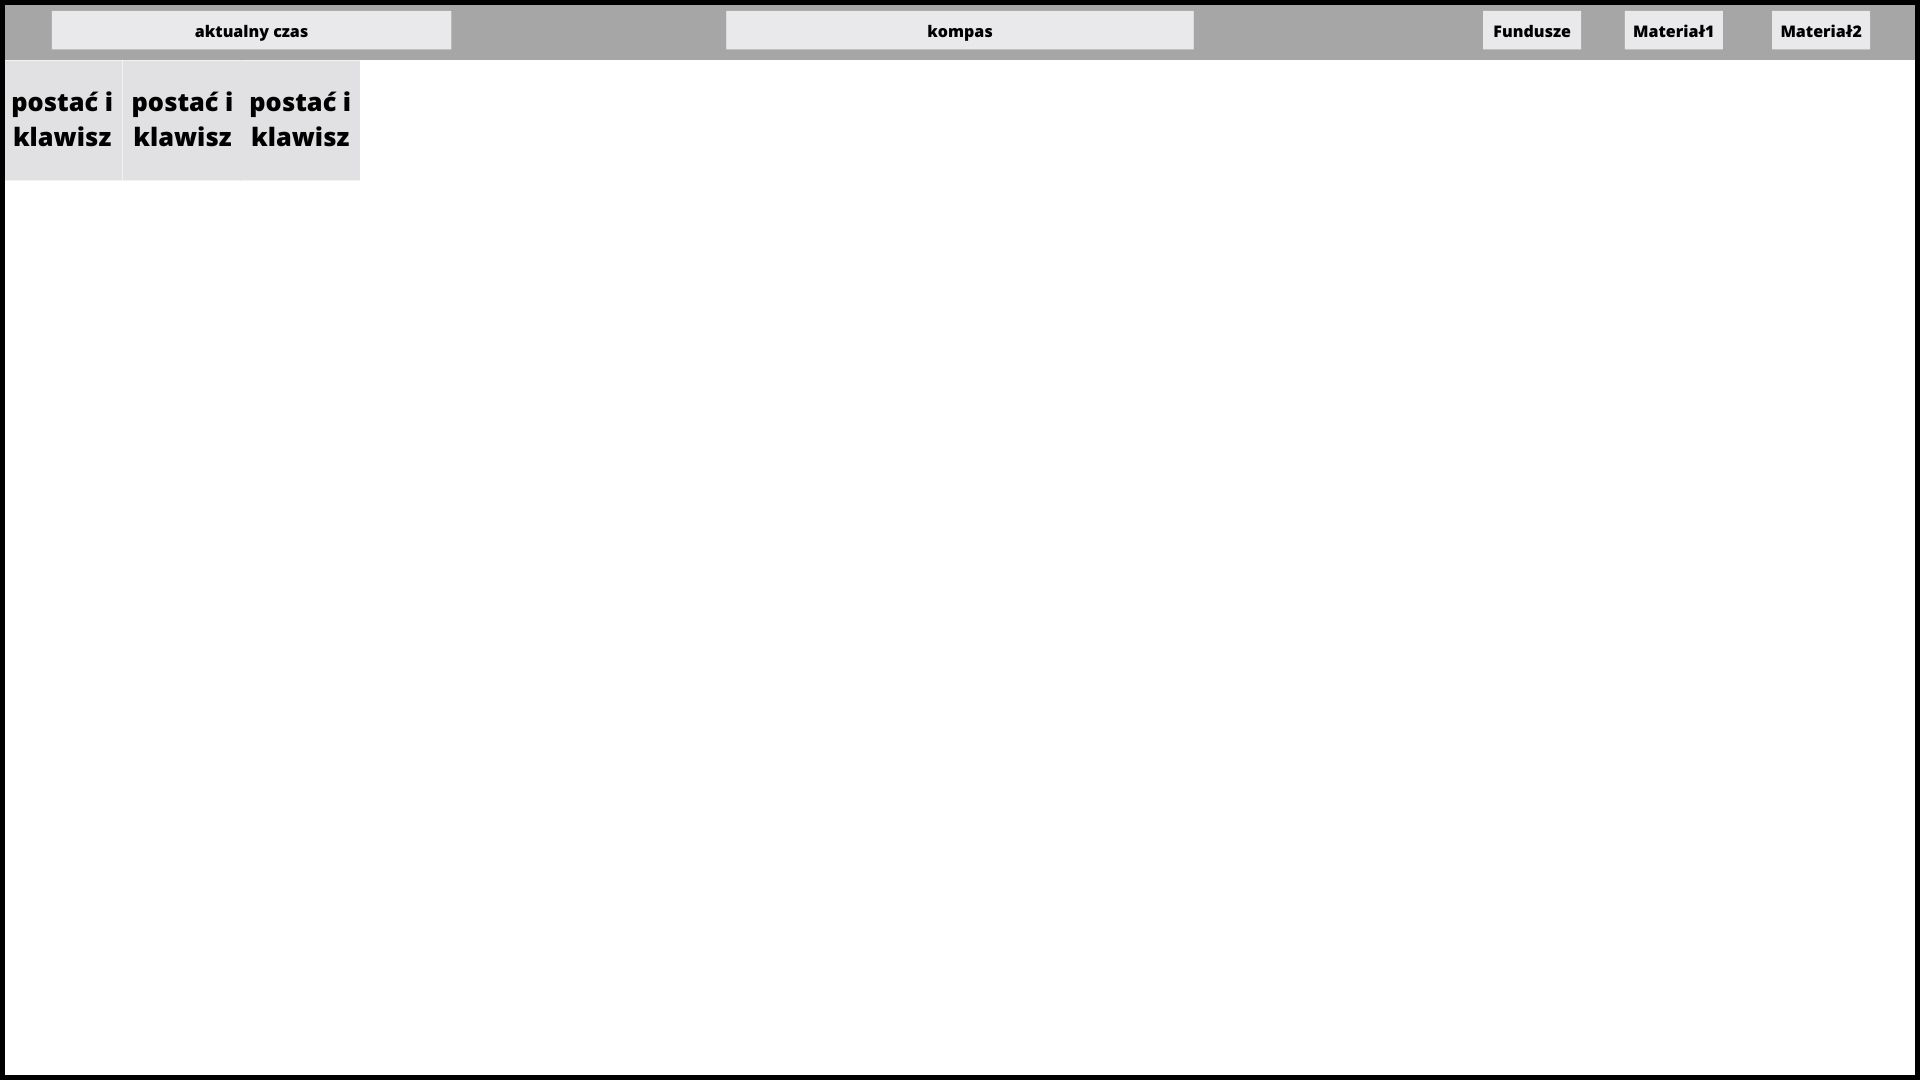 aktualny czas
kompas
Fundusze
Materiał1
Materiał2
postać i
klawisz
postać i
klawisz
postać i
klawisz